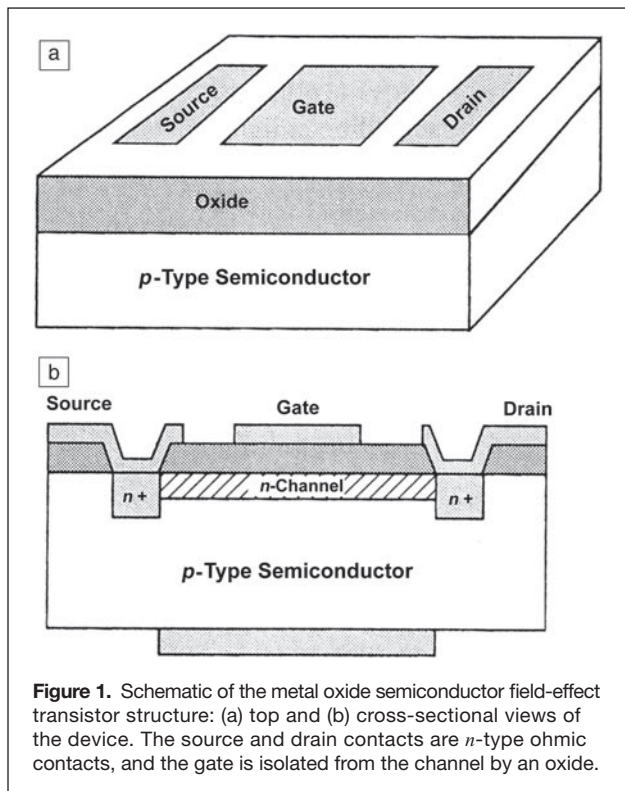 a
Source
Gate
Drain
Oxide
p-Type Semiconductor
b
Source Gate Drain
n + n-Channel n +
p-Type Semiconductor
Figure 1. Schematic of the metal oxide semiconductor field-effect
transistor structure: (a) top and (b) cross-sectional views of
the device. The source and drain contacts are n-type ohmic
contacts, and the gate is isolated from the channel by an oxide.